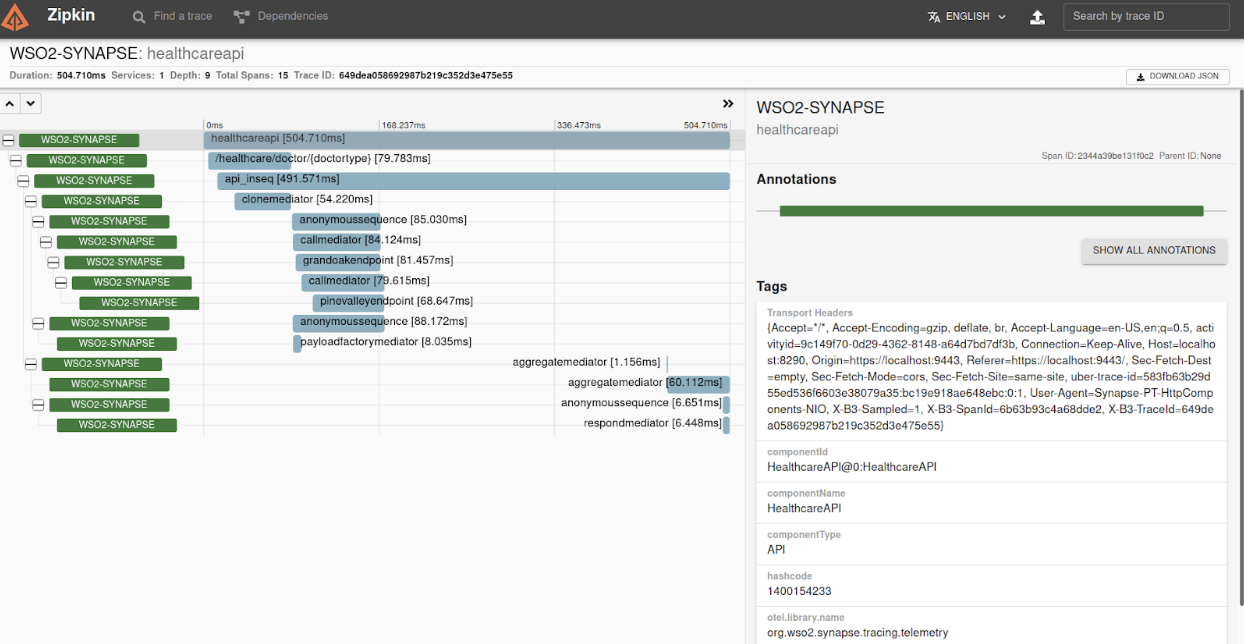 Zipkin
Find a trace
Dependencies
ENGLISH
Search by trace ID
WSO2-SYNAPSE: healthcareapi
Duration: 504.710ms Services: 1 Depth: 9 Total Spans: 15 Trace ID: 649dea058692987b219c352d3e475e55
DOWNLOAD JSON
0ms 168.237ms 336.473ms 504.710ms
WSO2-SYNAPSE healthcareapi [504.710ms]
WSO2-SYNAPSE /healthcare/doctor/{doctortype} [79.783ms]
WSO2-SYNAPSE api_inseq [491.571ms]
WSO2-SYNAPSE clonemediator [54.220ms]
WSO2-SYNAPSE anonymoussequence [85.030ms]
WSO2-SYNAPSE callmediator [84.124ms]
WSO2-SYNAPSE grandoakendpoint [81.457ms]
WSO2-SYNAPSE callmediator [79.615ms]
WSO2-SYNAPSE pinevalleyendpoint [68.647ms]
WSO2-SYNAPSE anonymoussequence [88.172ms]
WSO2-SYNAPSE payloadfactorymediator [8.035ms]
WSO2-SYNAPSE aggregatemediator [1.156ms]
WSO2-SYNAPSE aggregatemediator [60.112ms]
WSO2-SYNAPSE anonymoussequence [6.651ms]
WSO2-SYNAPSE respondmediator [6.448ms]
WSO2-SYNAPSE
healthcareapi
Span ID: 2344a39be131f0c2 Parent ID: None
Annotations
SHOW ALL ANNOTATIONS
Tags
Transport Headers
{Accept=*/*, Accept-Encoding=gzip, deflate, br, Accept-Language=en-US,en;q=0.5, acti
vityid=9c149f70-0d29-4362-8148-a64d7bd7df3b, Connection=Keep-Alive, Host=localho
st:8290, Origin=https://localhost:9443, Referer=https://localhost:9443/, Sec-Fetch-Dest
=empty, Sec-Fetch-Mode=cors, Sec-Fetch-Site=same-site, uber-trace-id=583fb63b29d
55ed536f6603e38079a35:bc19e918ae648ebc:0:1, User-Agent=Synapse-PT-HttpComp
onents-NIO, X-B3-Sampled=1, X-B3-SpanId=6b63b93c4a68dde2, X-B3-TraceId=649de
a058692987b219c352d3e475e55}
componentId
HealthcareAPI@0:HealthcareAPI
componentName
HealthcareAPI
componentType
API
hashcode
1400154233
otel.library.name
org.wso2.synapse.tracing.telemetry